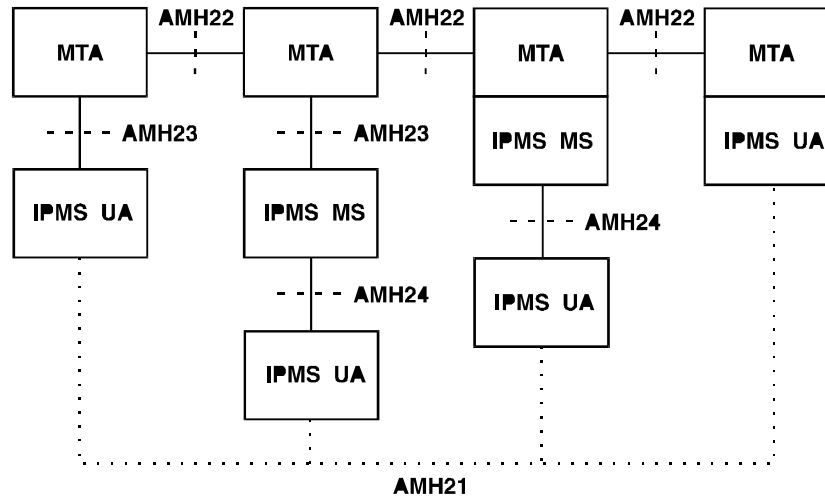 AMH22 AMH22 AMH22
MTA MTA MTA MTA
AMH23 AMH23 IPMS MS IPMS UA
IPMS UA IPMS MS AMH24
AMH24 IPMS UA
IPMS UA
AMH21